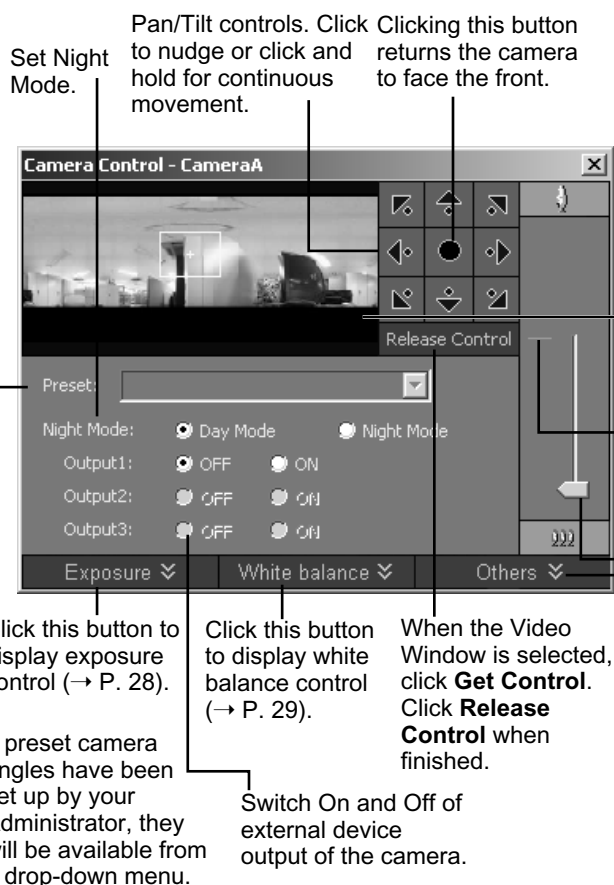 Set Night
Mode.
Pan/Tilt controls. Click
to nudge or click and
hold for continuous
movement.
Clicking this button
returns the camera
to face the front.
Camera Control - CameraA
Release Control
Preset:
Night Mode: Day Mode Night Mode
Output1: OFF ON
Output2: OFF ON
Output3: OFF ON
Exposure White balance Others
lick this button to
isplay exposure
ontrol (→ P. 28).
Click this button
to display white
balance control
(→ P. 29).
When the Video
Window is selected,
click Get Control.
Click Release
Control when
finished.
preset camera
ngles have been
et up by your
dministrator, they
ill be available from
drop-down menu.
Switch On and Off of
external device
output of the camera.